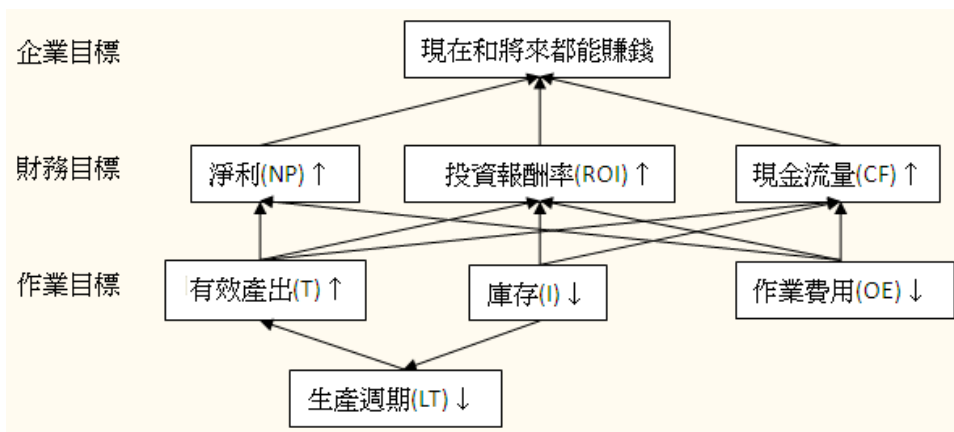 企業目標
現在和將來都能賺錢
財務目標
淨利(NP)↑
投資報酬率(ROI)↑
現金流量(CF)↑
作業目標
有效產出(T)↑
庫存(I)↓
作業費用(OE)↓
生產週期(LT)↓